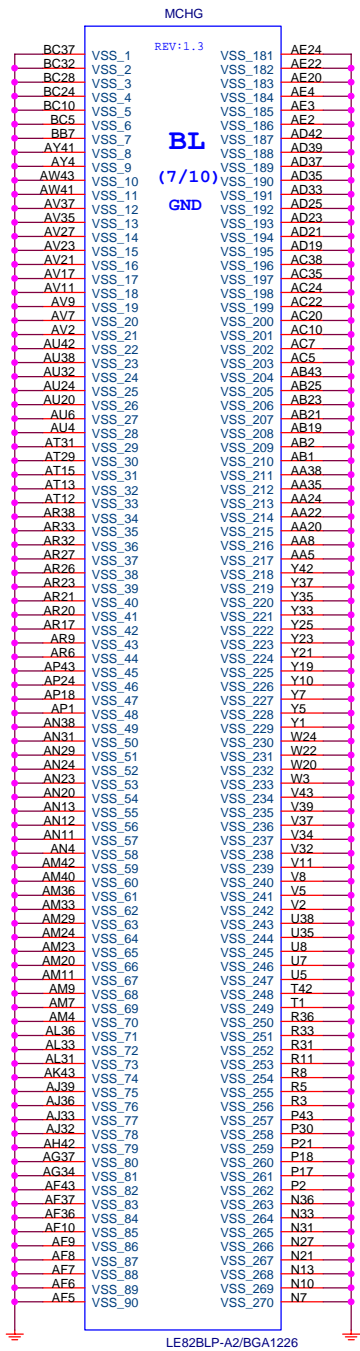 MCHG
REV:1.3
BL
(7/10)
GND
BC37 VSS_1 VSS_181 AE24
BC32 VSS_2 VSS_182 AE22
BC28 VSS_3 VSS_183 AE20
BC24 VSS_4 VSS_184 AE4
BC10 VSS_5 VSS_185 AE3
BC5 VSS_6 VSS_186 AE2
BB7 VSS_7 VSS_187 AD42
AY41 VSS_8 VSS_188 AD39
AY4 VSS_9 VSS_189 AD37
AW43 VSS_10 VSS_190 AD35
AW41 VSS_11 VSS_191 AD33
AV37 VSS_12 VSS_192 AD25
AV35 VSS_13 VSS_193 AD23
AV27 VSS_14 VSS_194 AD21
AV23 VSS_15 VSS_195 AD19
AV21 VSS_16 VSS_196 AC38
AV17 VSS_17 VSS_197 AC35
AV11 VSS_18 VSS_198 AC24
AV9 VSS_19 VSS_199 AC22
AV7 VSS_20 VSS_200 AC20
AV2 VSS_21 VSS_201 AC10
AU42 VSS_22 VSS_202 AC7
AU38 VSS_23 VSS_203 AC5
AU32 VSS_24 VSS_204 AB43
AU24 VSS_25 VSS_205 AB25
AU20 VSS_26 VSS_206 AB23
AU6 VSS_27 VSS_207 AB21
AU4 VSS_28 VSS_208 AB19
AT31 VSS_29 VSS_209 AB2
AT29 VSS_30 VSS_210 AB1
AT15 VSS_31 VSS_211 AA38
AT13 VSS_32 VSS_212 AA35
AT12 VSS_33 VSS_213 AA24
AR38 VSS_34 VSS_214 AA22
AR33 VSS_35 VSS_215 AA20
AR32 VSS_36 VSS_216 AA8
AR27 VSS_37 VSS_217 AA5
AR26 VSS_38 VSS_218 Y42
AR23 VSS_39 VSS_219 Y37
AR21 VSS_40 VSS_220 Y35
AR20 VSS_41 VSS_221 Y33
AR17 VSS_42 VSS_222 Y25
AR9 VSS_43 VSS_223 Y23
AR6 VSS_44 VSS_224 Y21
AP43 VSS_45 VSS_225 Y19
AP24 VSS_46 VSS_226 Y10
AP18 VSS_47 VSS_227 Y7
AP1 VSS_48 VSS_228 Y5
AN38 VSS_49 VSS_229 Y1
AN31 VSS_50 VSS_230 W24
AN29 VSS_51 VSS_231 W22
AN24 VSS_52 VSS_232 W20
AN23 VSS_53 VSS_233 W3
AN20 VSS_54 VSS_234 V43
AN13 VSS_55 VSS_235 V39
AN12 VSS_56 VSS_236 V37
AN11 VSS_57 VSS_237 V34
AN4 VSS_58 VSS_238 V32
AM42 VSS_59 VSS_239 V11
AM40 VSS_60 VSS_240 V8
AM36 VSS_61 VSS_241 V5
AM33 VSS_62 VSS_242 V2
AM29 VSS_63 VSS_243 U38
AM24 VSS_64 VSS_244 U35
AM23 VSS_65 VSS_245 U8
AM20 VSS_66 VSS_246 U7
AM11 VSS_67 VSS_247 U5
AM9 VSS_68 VSS_248 T42
AM7 VSS_69 VSS_249 T1
AM4 VSS_70 VSS_250 R36
AL36 VSS_71 VSS_251 R33
AL33 VSS_72 VSS_252 R31
AL31 VSS_73 VSS_253 R11
AK43 VSS_74 VSS_254 R8
AJ39 VSS_75 VSS_255 R5
AJ36 VSS_76 VSS_256 R3
AJ33 VSS_77 VSS_257 P43
AJ32 VSS_78 VSS_258 P30
AH42 VSS_79 VSS_259 P21
AG37 VSS_80 VSS_260 P18
AG34 VSS_81 VSS_261 P17
AF43 VSS_82 VSS_262 P2
AF37 VSS_83 VSS_263 N36
AF36 VSS_84 VSS_264 N33
AF10 VSS_85 VSS_265 N31
AF9 VSS_86 VSS_266 N27
AF8 VSS_87 VSS_267 N21
AF7 VSS_88 VSS_268 N13
AF6 VSS_89 VSS_269 N10
AF5 VSS_90 VSS_270 N7
LE82BLP-A2/BGA1226